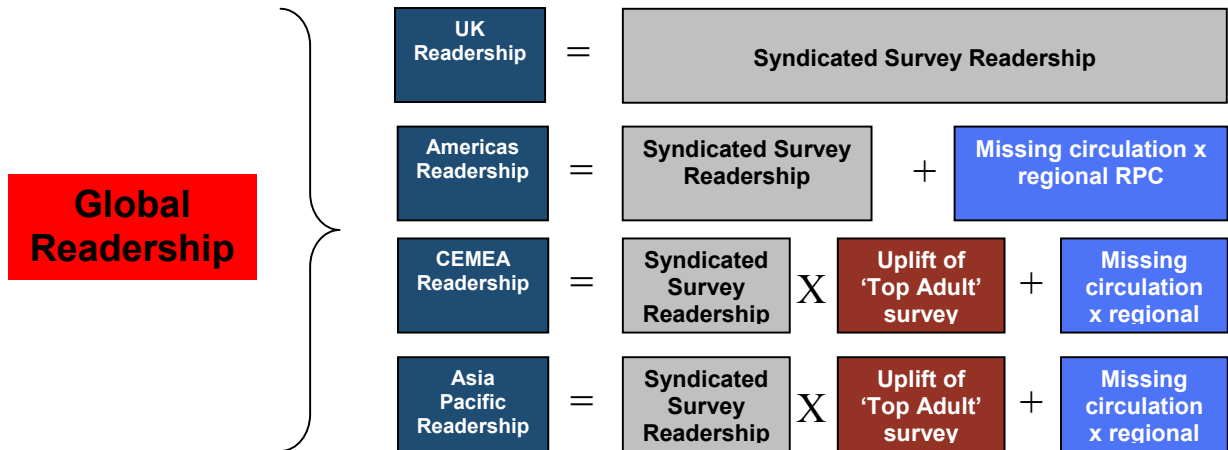 UK
Readership
=
Syndicated Survey Readership
Americas
Readership
=
Syndicated Survey
Readership
+
Missing circulation x
regional RPC
Global
Readership
CEMEA
Readership
=
Syndicated
Survey
Readership
X
Uplift of
‘Top Adult’
survey
+
Missing
circulation
x regional
Asia
Pacific
Readership
=
Syndicated
Survey
Readership
X
Uplift of
‘Top Adult’
survey
+
Missing
circulation
x regional